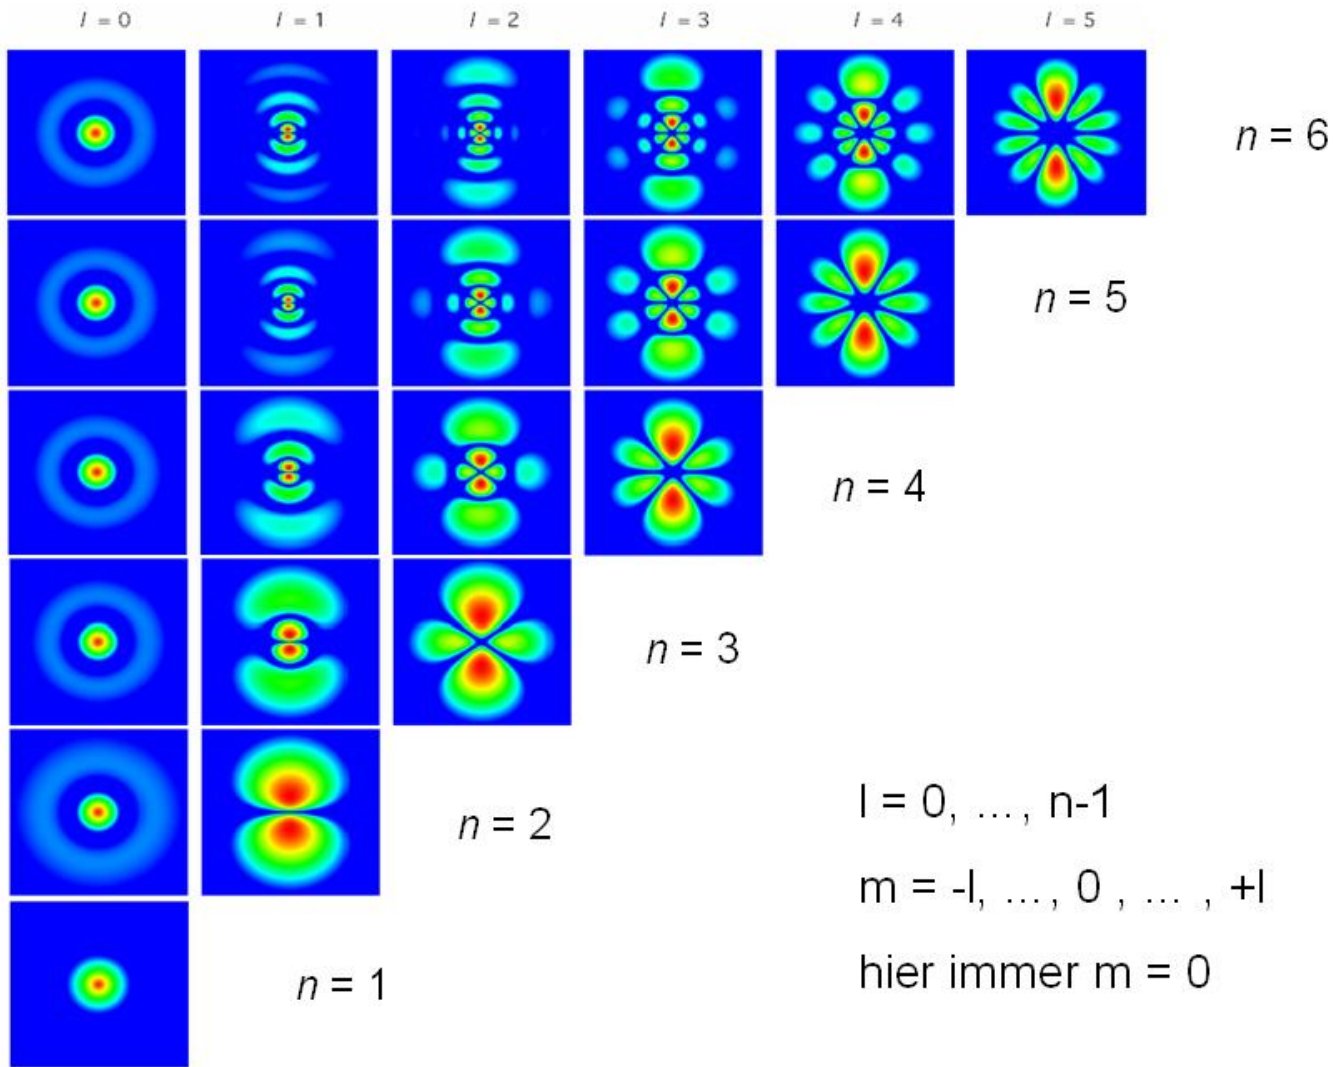 l = 0 l = 1 l = 2 l = 3 l = 4 l = 5
n = 6
n = 5
n = 4
n = 3
n = 2
l = 0, ..., n-1
m = -l, ..., 0 , ... , +l
hier immer m = 0
n = 1